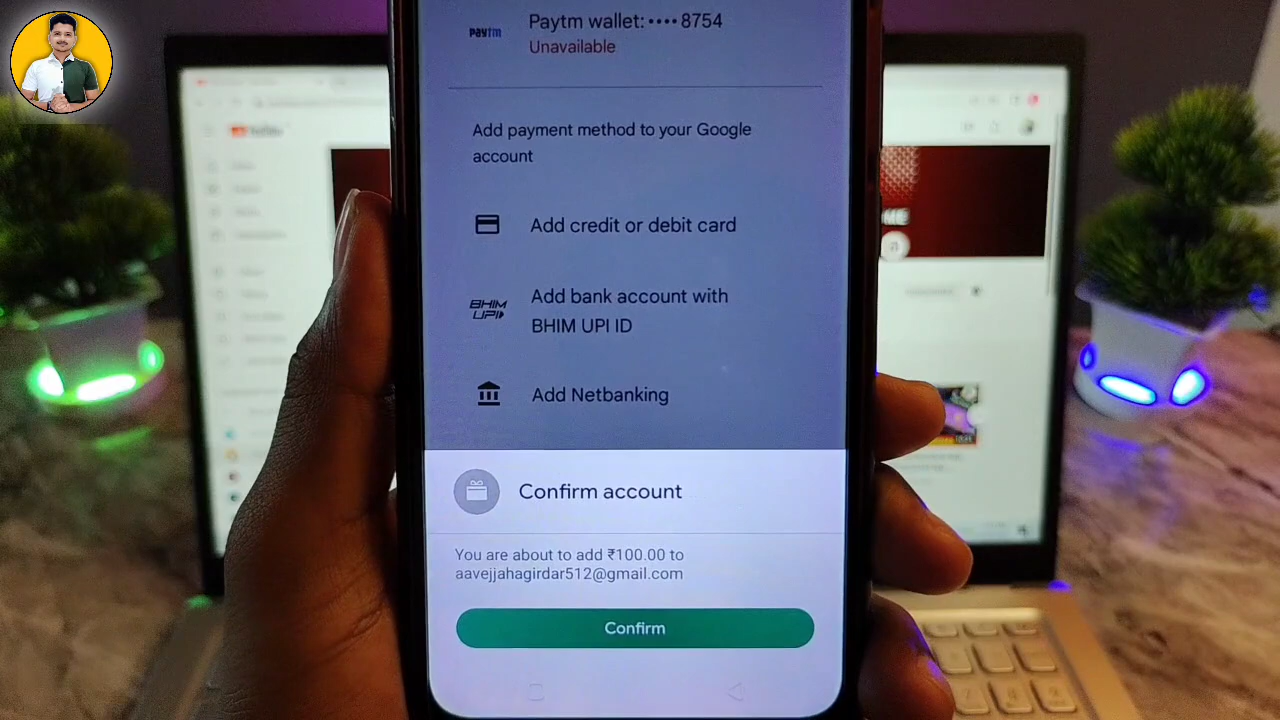 Paytm wallet: •••• 8754
paytm
Unavailable
Add payment method to your Google
account
Add credit or debit card
BHIM
UPI
Add bank account with
BHIM UPI ID
Add Netbanking
Confirm account
You are about to add ₹100.00 to
aavejjahagirdar512@gmail.com
Confirm